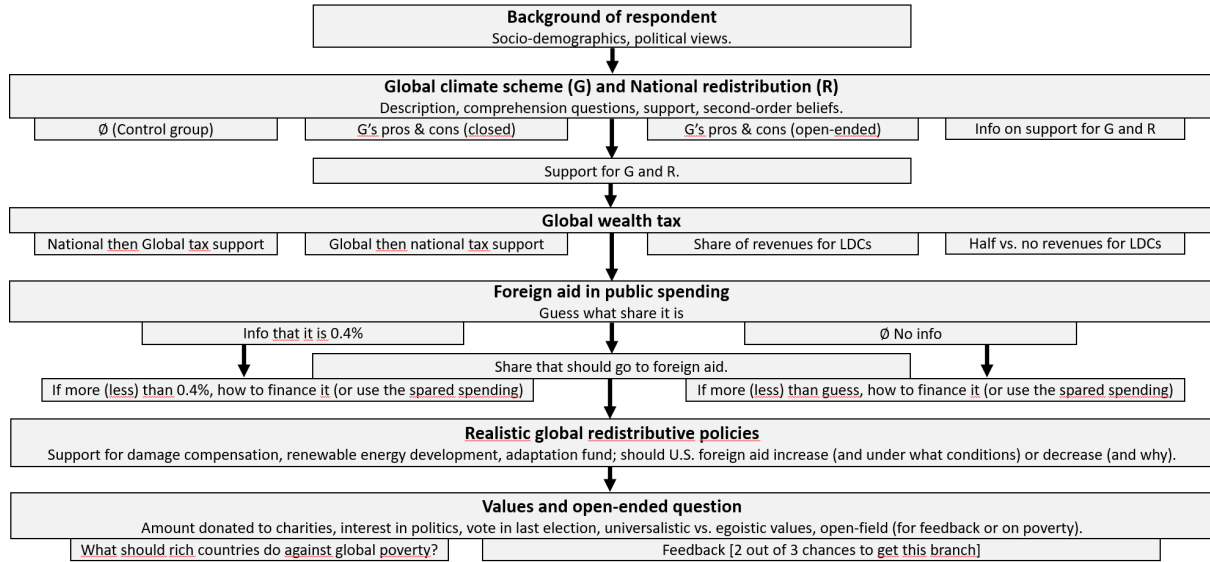 Background of respondent
Socio-demographics, political views.
Global climate scheme (G) and National redistribution (R)
Description, comprehension questions, support, second-order beliefs.
Ø (Control group)
G’s pros & cons (closed)
G’s pros & cons (open-ended)
Info on support for G and R
Support for G and R.
Global wealth tax
National then Global tax support
Global then national tax support
Share of revenues for LDCs
Half vs. no revenues for LDCs
Foreign aid in public spending
Guess what share it is
Info that it is 0.4%
Ø No info
Share that should go to foreign aid.
If more (less) than 0.4%, how to finance it (or use the spared spending)
If more (less) than guess, how to finance it (or use the spared spending)
Realistic global redistributive policies
Support for damage compensation, renewable energy development, adaptation fund; should U.S. foreign aid increase (and under what conditions) or decrease (and why).
Values and open-ended question
Amount donated to charities, interest in politics, vote in last election, universalistic vs. egoistic values, open-field (for feedback or on poverty).
What should rich countries do against global poverty?
Feedback [2 out of 3 chances to get this branch]